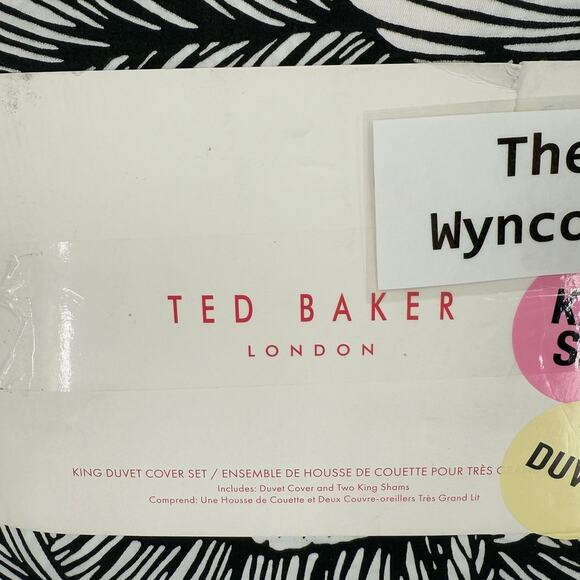 The
Wynco
TED BAKER
LONDON
K
S
DUV
KING DUVET COVER SET / ENSEMBLE DE HOUSSE DE COUETTE POUR TRÈS G
Includes: Duvet Cover and Two King Shams
Comprend: Une Housse de Couette et Deux Couvre-oreillers Très Grand Lit